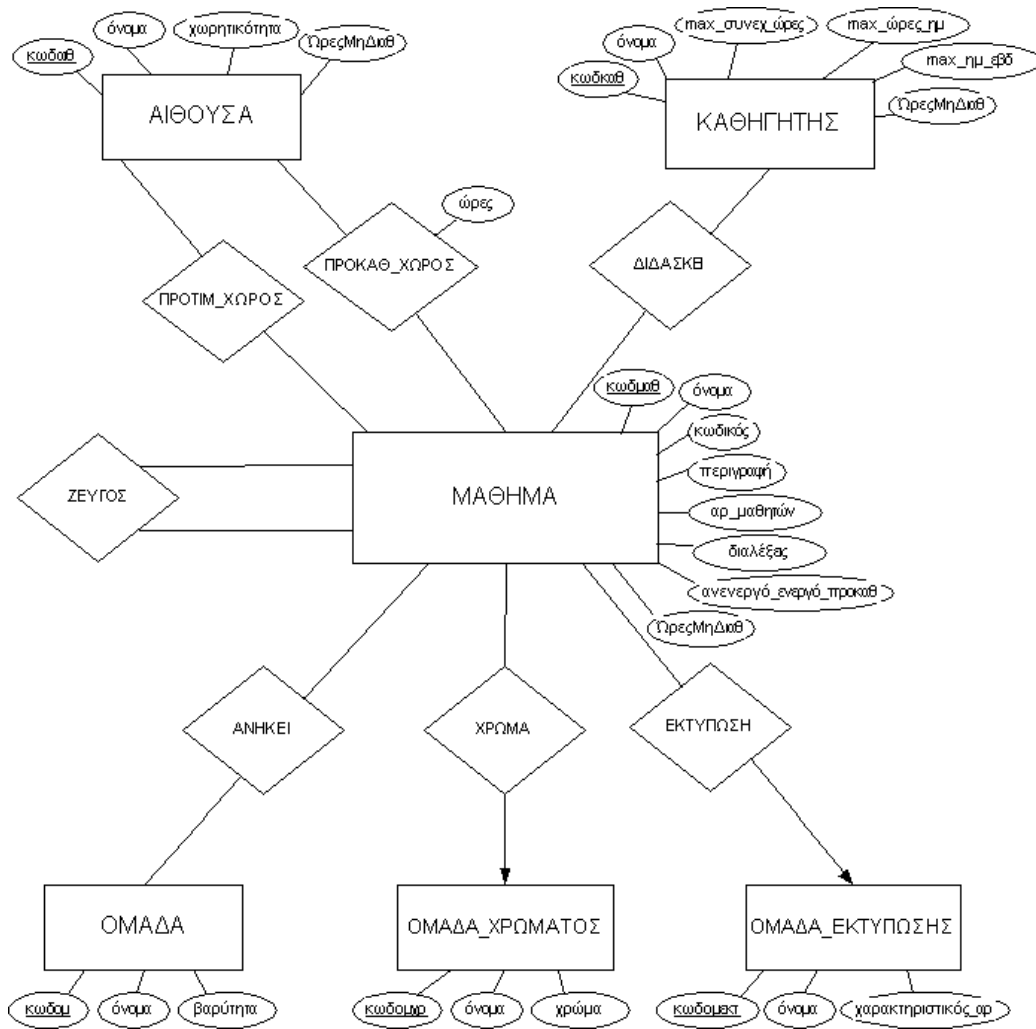 κωδαθ
όνομα
χωρητικότητα
ΏρεςΜηΔιαθ
ΑΙΘΟΥΣΑ
όνομα
max_συνεχ_ώρες
max_ώρες_ημ
max_ημ_εβδ
κωδκαθ
ΏρεςΜηΔιαθ
ΚΑΘΗΓΗΤΗΣ
ώρες
ΠΡΟΤΙΜ_ΧΩΡΟΣ
ΠΡΟΚΑΘ_ΧΩΡΟΣ
ΔΙΔΑΣΚΕΙ
κωδμαθ
όνομα
κωδικός
περιγραφή
αρ_μαθητών
διαλέξεις
ανενεργό_ενεργό_προκαθ
ΏρεςΜηΔιαθ
ΜΑΘΗΜΑ
ΖΕΥΓΟΣ
ΑΝΗΚΕΙ
ΧΡΩΜΑ
ΕΚΤΥΠΩΣΗ
ΟΜΑΔΑ
ΟΜΑΔΑ_ΧΡΩΜΑΤΟΣ
ΟΜΑΔΑ_ΕΚΤΥΠΩΣΗΣ
κωδομ
όνομα
βαρύτητα
κωδομχρ
όνομα
χρώμα
κωδομεκτ
όνομα
χαρακτηριστικός_αρ